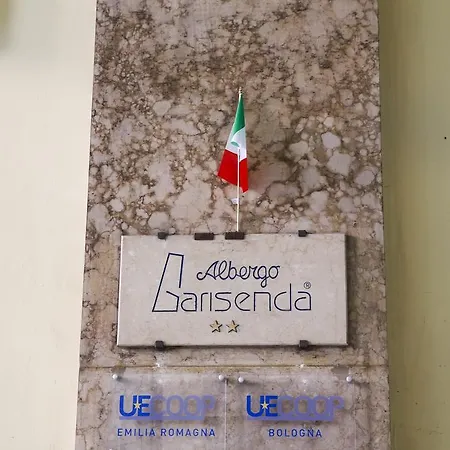 Albergo
Garisenda®
UECOOP UECOOP
EMILIA ROMAGNA BOLOGNA